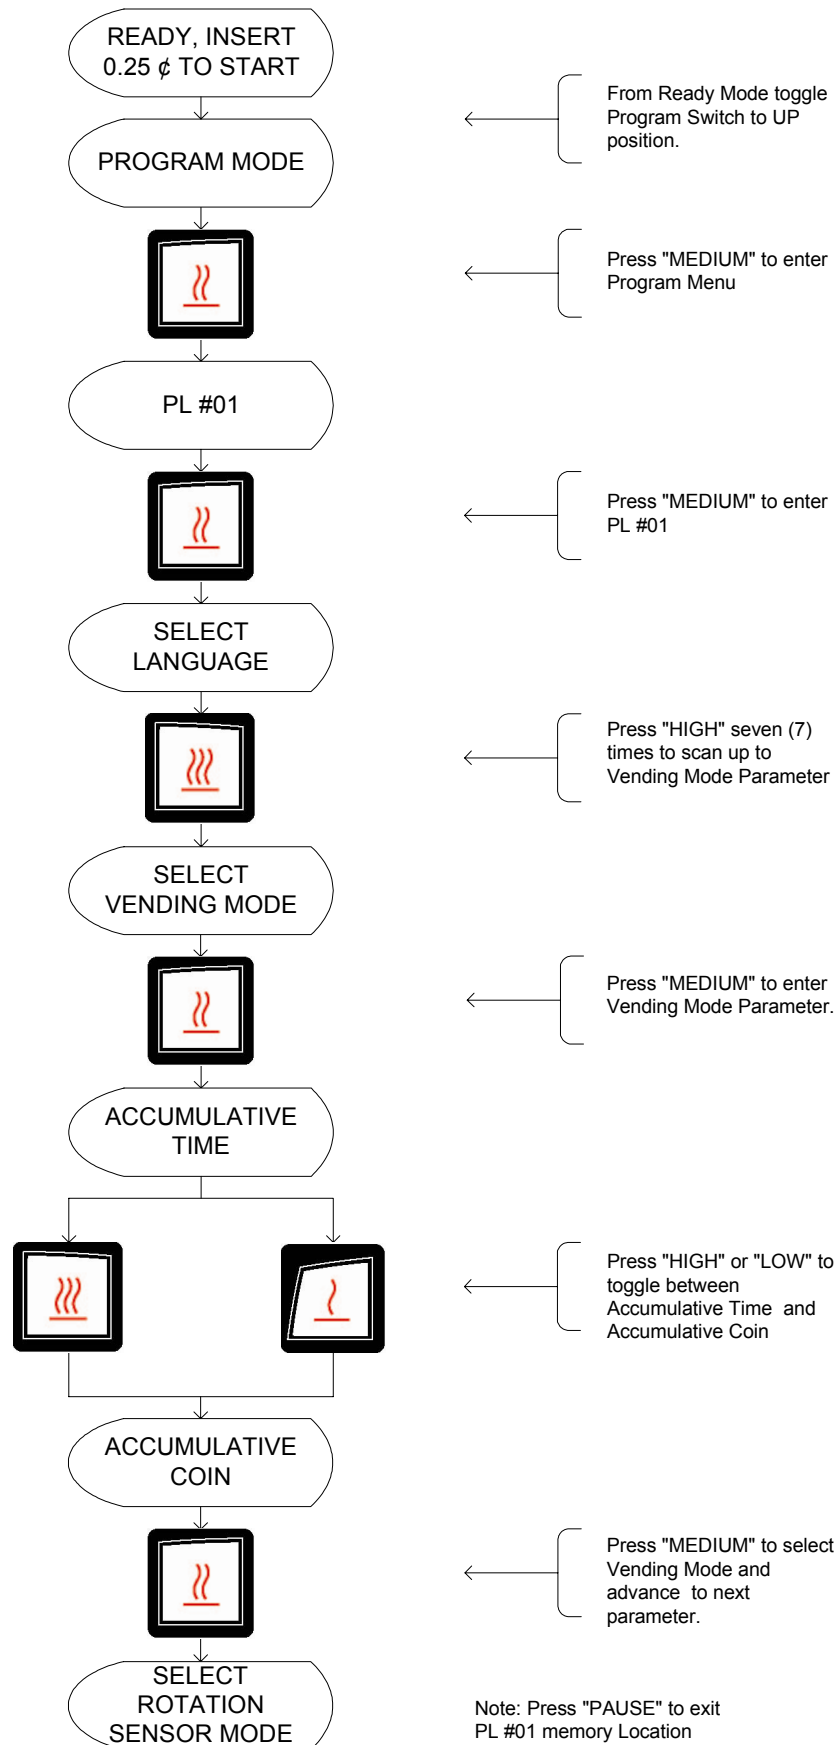 READY, INSERT
0.25 ¢ TO START
From Ready Mode toggle
Program Switch to UP
position.
PROGRAM MODE
Press "MEDIUM" to enter
Program Menu
PL #01
Press "MEDIUM" to enter
PL #01
SELECT
LANGUAGE
Press "HIGH" seven (7)
times to scan up to
Vending Mode Parameter
SELECT
VENDING MODE
Press "MEDIUM" to enter
Vending Mode Parameter.
ACCUMULATIVE
TIME
Press "HIGH" or "LOW" to
toggle between
Accumulative Time and
Accumulative Coin
ACCUMULATIVE
COIN
Press "MEDIUM" to select
Vending Mode and
advance to next
parameter.
SELECT
ROTATION
SENSOR MODE
Note: Press "PAUSE" to exit
PL #01 memory Location